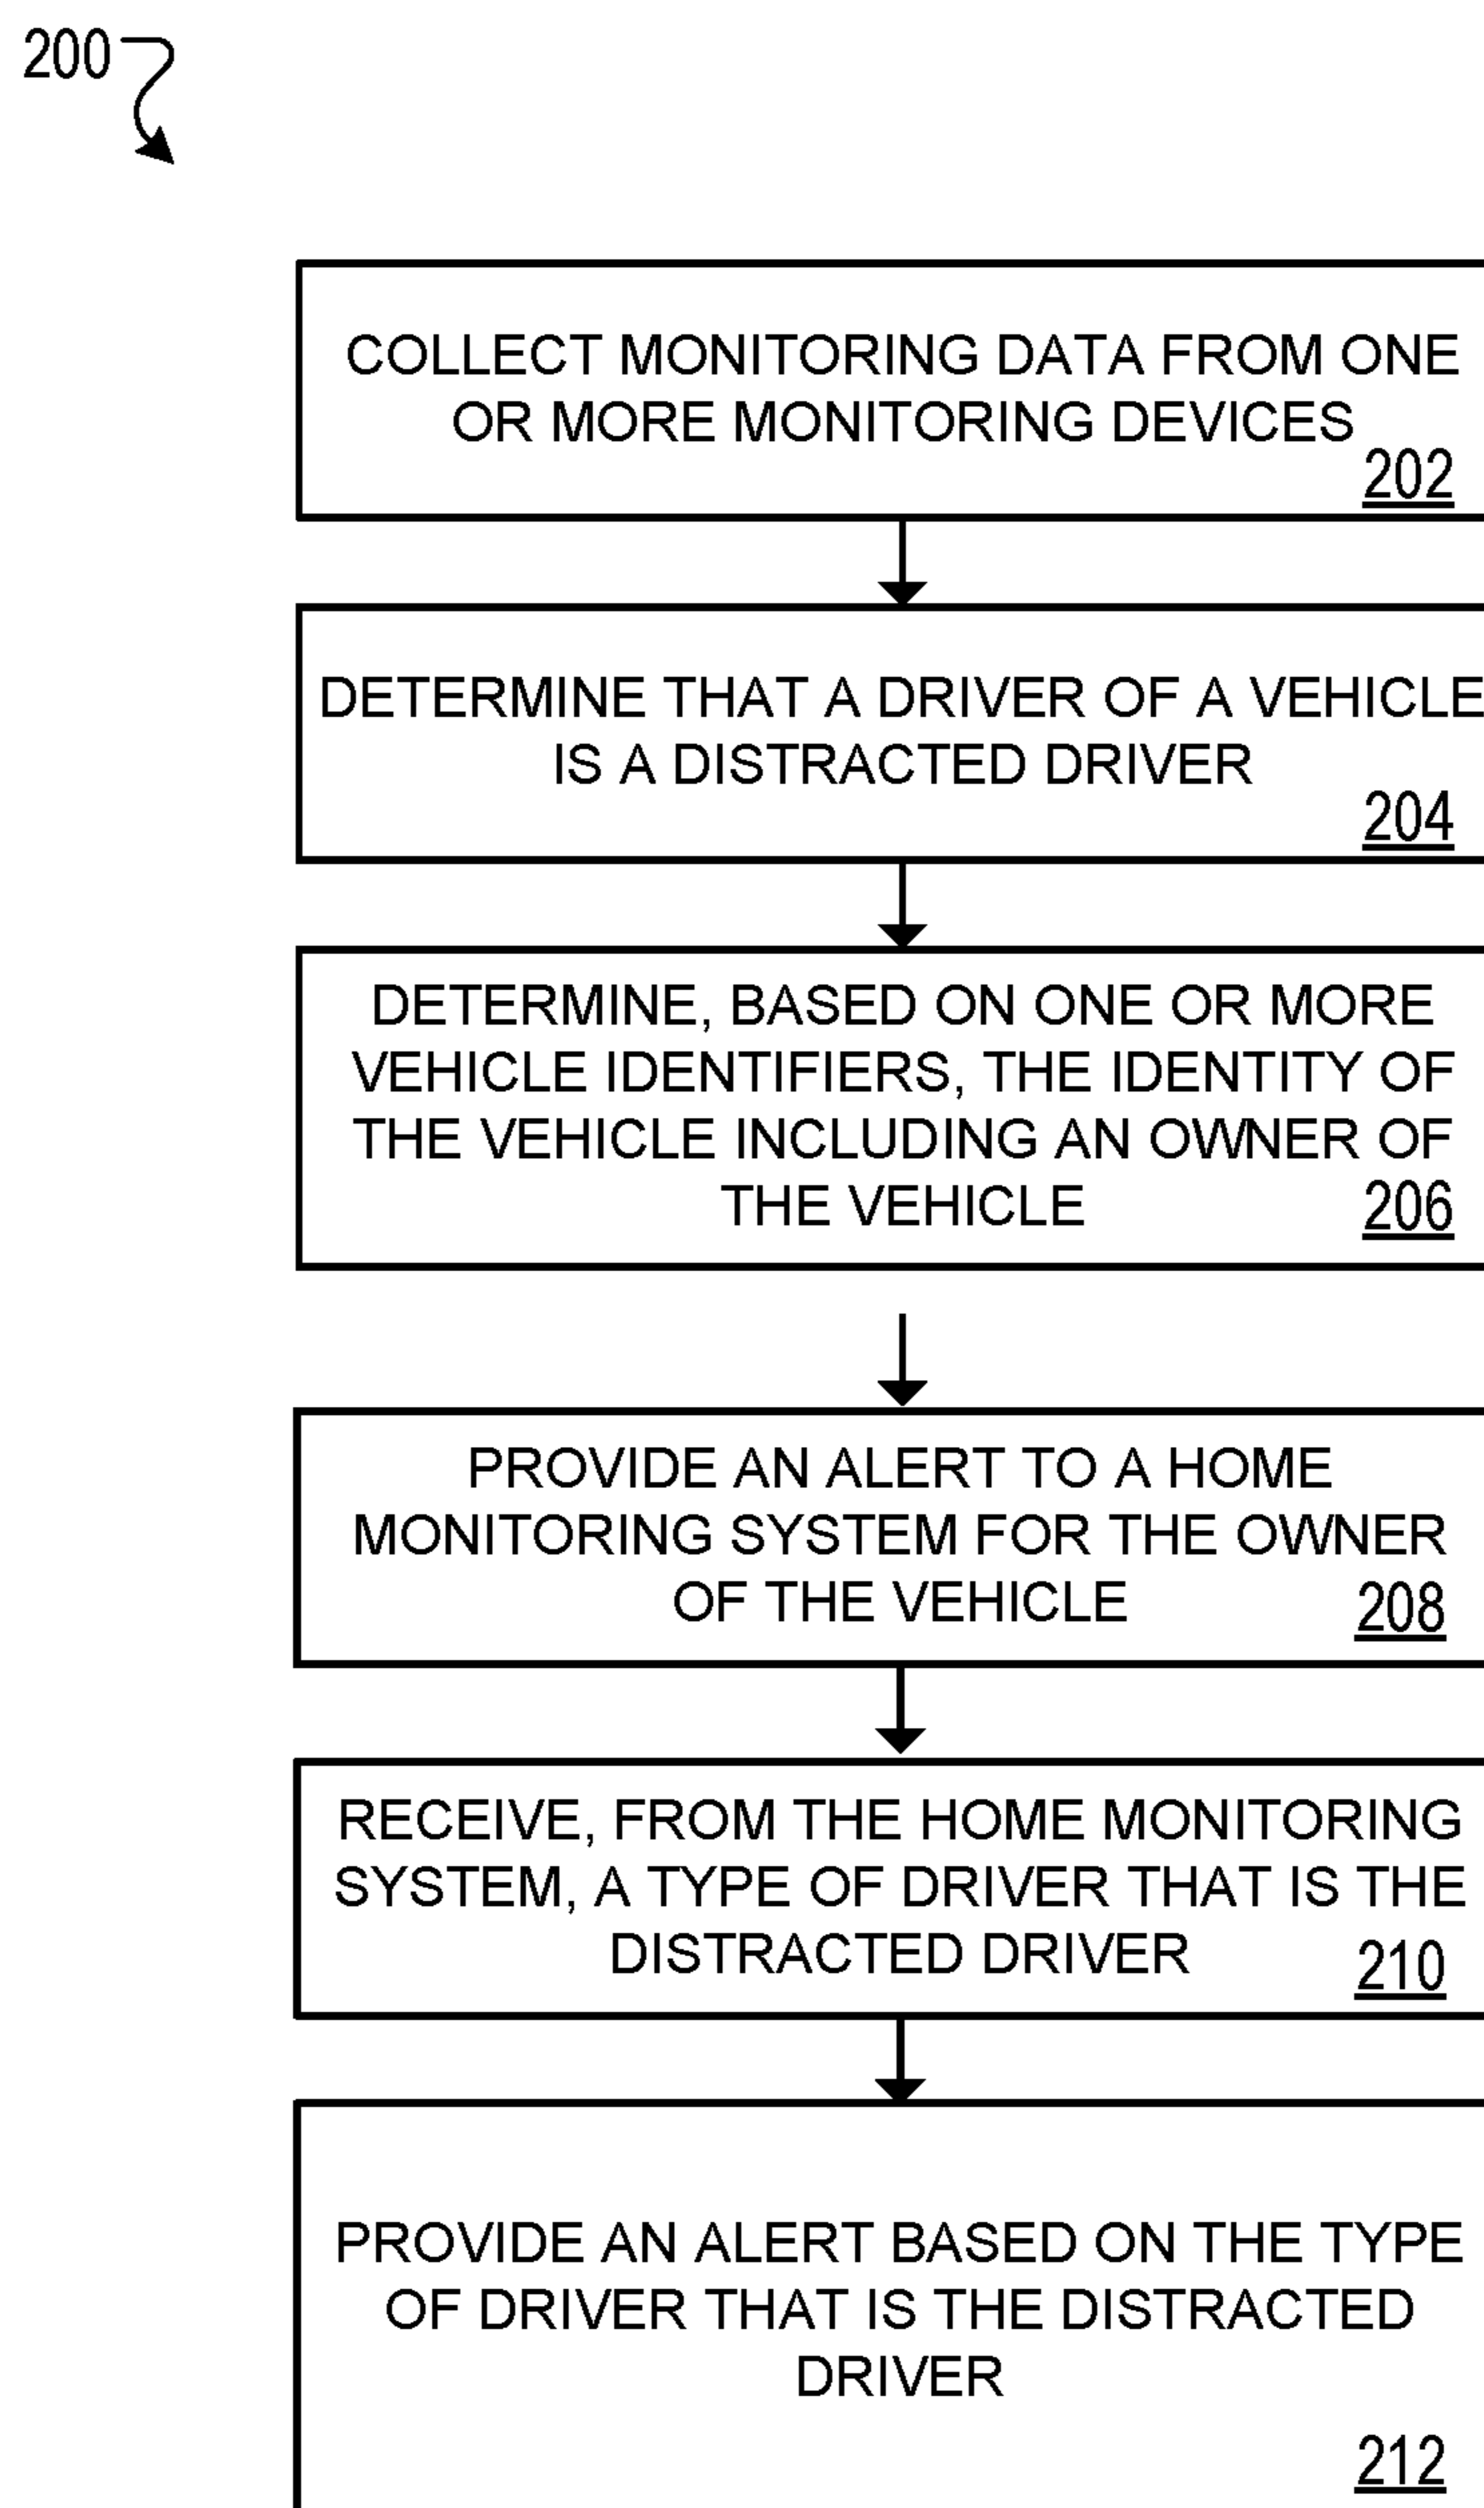 200
COLLECT MONITORING DATA FROM ONE
OR MORE MONITORING DEVICES
202
DETERMINE THAT A DRIVER OF A VEHICLE
IS A DISTRACTED DRIVER
204
DETERMINE, BASED ON ONE OR MORE
VEHICLE IDENTIFIERS, THE IDENTITY OF
THE VEHICLE INCLUDING AN OWNER OF
THE VEHICLE
206
PROVIDE AN ALERT TO A HOME
MONITORING SYSTEM FOR THE OWNER
OF THE VEHICLE
208
RECEIVE, FROM THE HOME MONITORING
SYSTEM, A TYPE OF DRIVER THAT IS THE
DISTRACTED DRIVER
210
PROVIDE AN ALERT BASED ON THE TYPE
OF DRIVER THAT IS THE DISTRACTED
DRIVER
212